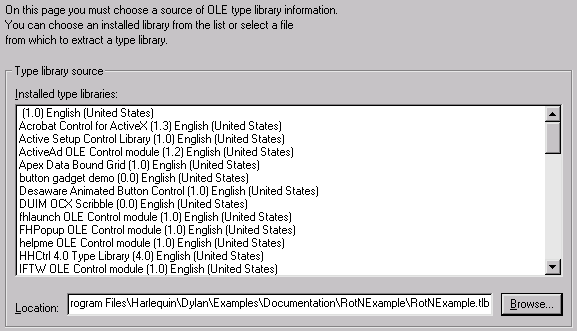 On this page you must choose a source of OLE type library information.
You can choose an installed library from the list or select a file
from which to extract a type library.
Type library source
Installed type libraries:
(1.0) English (United States)
Acrobat Control for ActiveX (1.3) English (United States)
Active Setup Control Library (1.0) English (United States)
ActiveAd OLE Control module (1.2) English (United States)
Apex Data Bound Grid (1.0) English (United States)
button gadget demo (0.0) English (United States)
Desaware Animated Button Control (1.0) English (United States)
DUIM OCX Scribble (0.0) English (United States)
fhlaunch OLE Control module (1.0) English (United States)
FHPopup OLE Control module (1.0) English (United States)
helpme OLE Control module (1.0) English (United States)
HHCtrl 4.0 Type Library (4.0) English (United States)
IFTW OLE Control module (1.0) English (United States)
Location: rogram Files\Harlequin\Dylan\Examples\Documentation\RotNExample\RotNExample.tlb Browse...